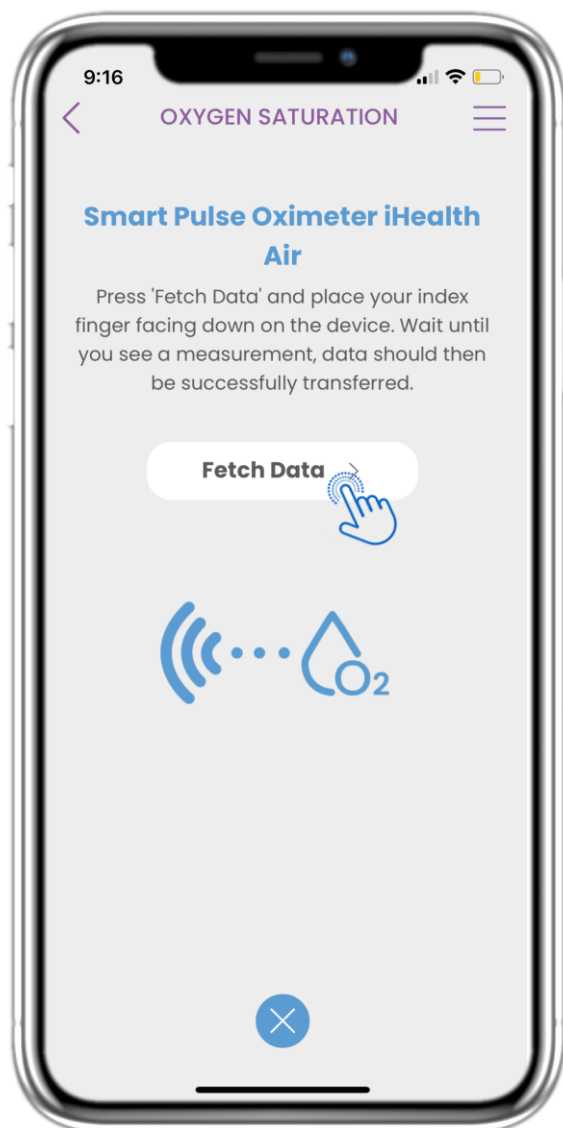 9:16
OXYGEN SATURATION
Smart Pulse Oximeter iHealth
Air
Press 'Fetch Data' and place your index
finger facing down on the device. Wait until
you see a measurement, data should then
be successfully transferred.
Fetch Data
O2